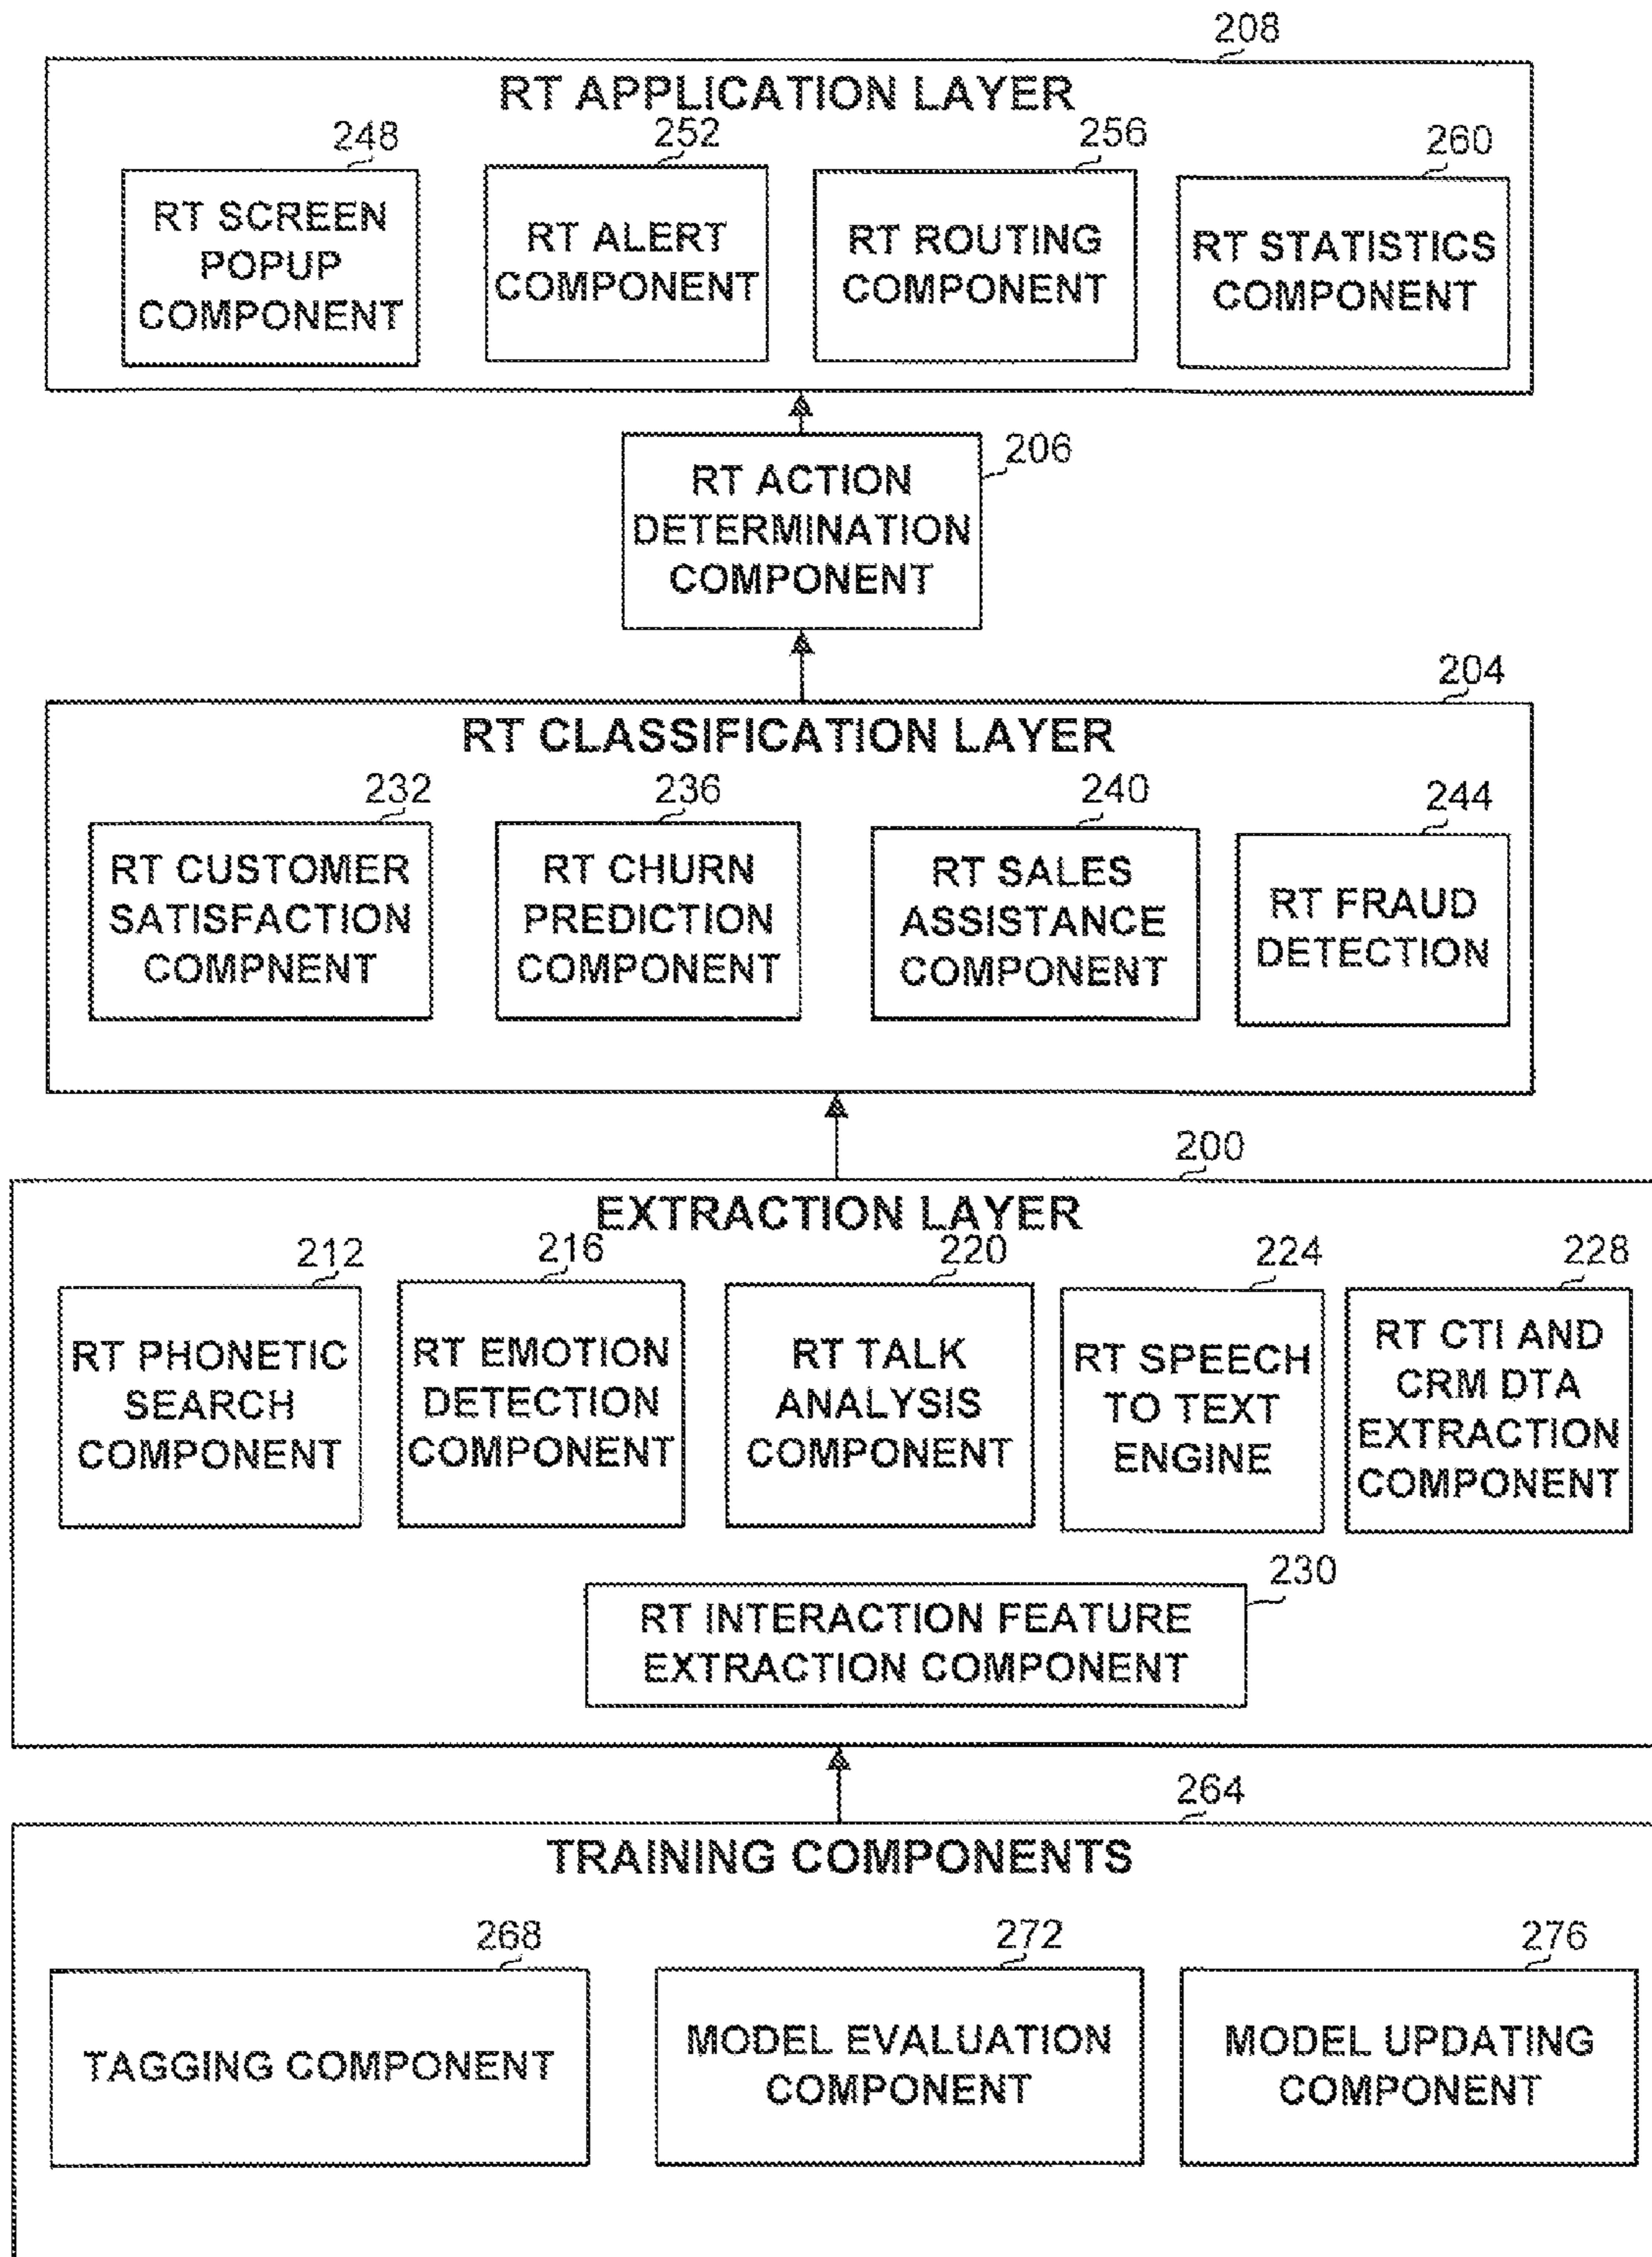 208
RT APPLICATION LAYER
248
252
256
260
RT SCREEN
POPUP
COMPONENT
RT ALERT
COMPONENT
RT ROUTING
COMPONENT
RT STATISTICS
COMPONENT
206
RT ACTION
DETERMINATION
COMPONENT
204
RT CLASSIFICATION LAYER
232
236
240
244
RT CUSTOMER
SATISFACTION
COMPNENT
RT CHURN
PREDICTION
COMPONENT
RT SALES
ASSISTANCE
COMPONENT
RT FRAUD
DETECTION
200
EXTRACTION LAYER
212
216
220
224
228
RT PHONETIC
SEARCH
COMPONENT
RT EMOTION
DETECTION
COMPONENT
RT TALK
ANALYSIS
COMPONENT
RT SPEECH
TO TEXT
ENGINE
RT CTI AND
CRM DTA
EXTRACTION
COMPONENT
230
RT INTERACTION FEATURE
EXTRACTION COMPONENT
264
TRAINING COMPONENTS
268
272
276
TAGGING COMPONENT
MODEL EVALUATION
COMPONENT
MODEL UPDATING
COMPONENT